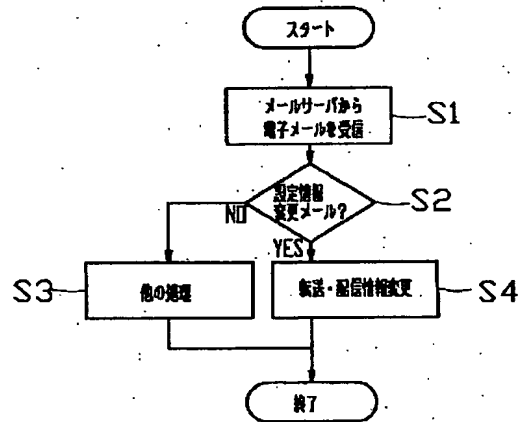 スタート
メールサーバから
電子メールを受信
S1
設定情報
変更メール?
S2
NO
YES
S3
他の処理
転送・配信情報変更
S4
終了